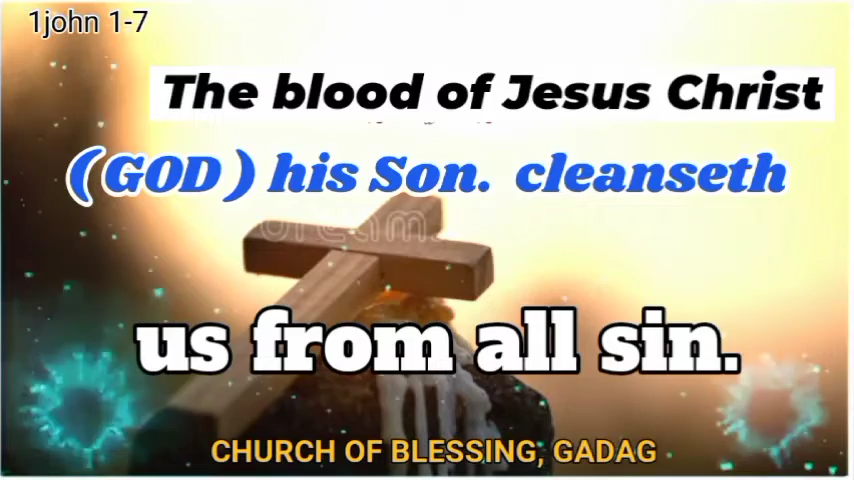 1john 1-7
The blood of Jesus Christ
(GOD) his Son. cleanseth
us from all sin.
CHURCH OF BLESSING, GADAG